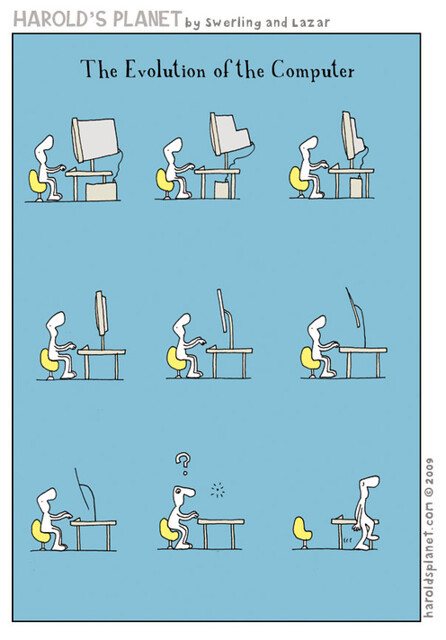 HAROLD'S PLANET by Swerling and Lazar
The Evolution of the Computer
?
haroldsplanet.com © 2009